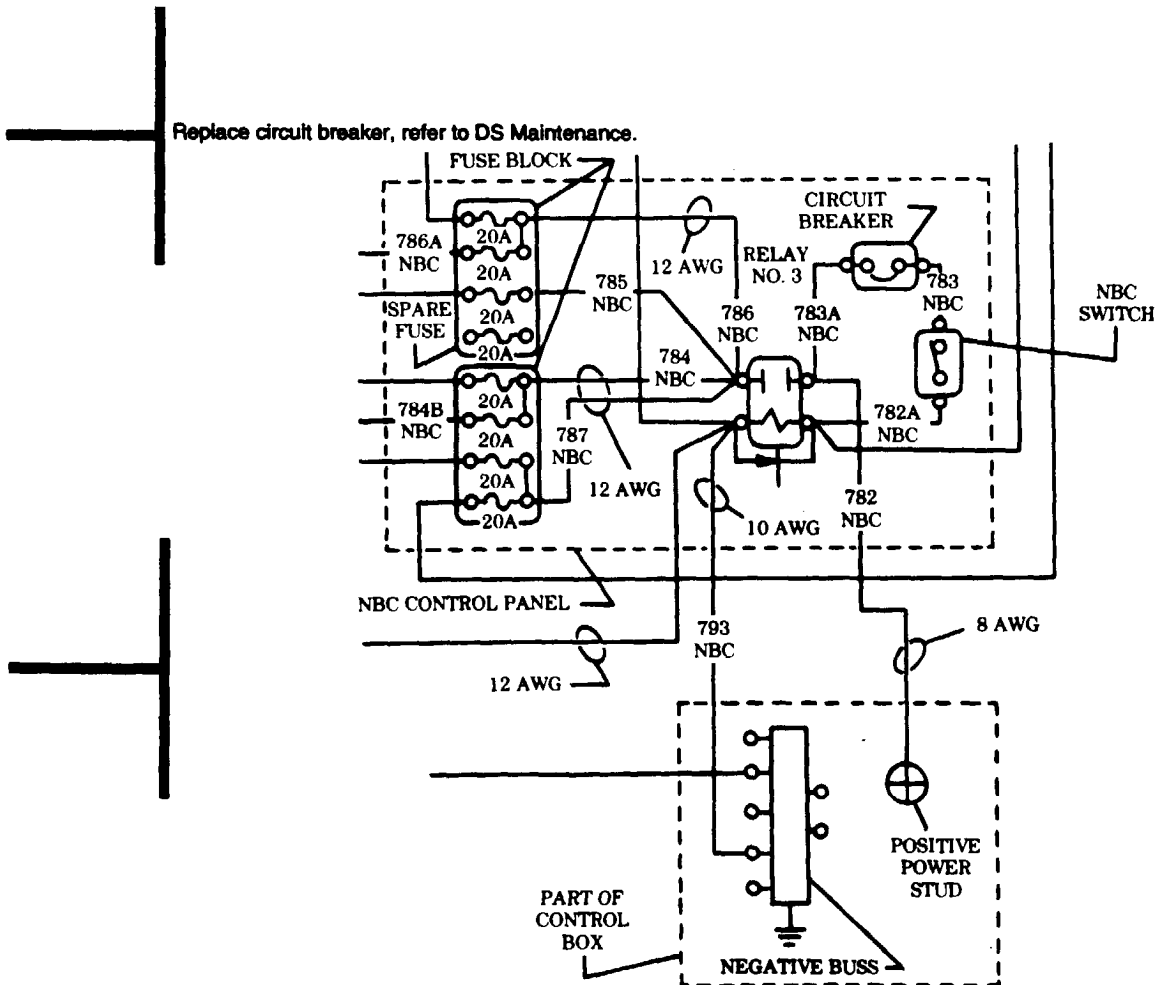 Replace circuit breaker, refer to DS Maintenance.
FUSE BLOCK
CIRCUIT
BREAKER
20A
786A
NBC
20A
12 AWG
RELAY
NO. 3
785
NBC
783
NBC
NBC
SWITCH
20A
SPARE
FUSE
786
NBC
783A
NBC
20A
784
NBC
20A
784B
NBC
782A
NBC
20A
787
NBC
20A
12 AWG
782
NBC
20A
10 AWG
NBC CONTROL PANEL
793
NBC
8 AWG
12 AWG
POSITIVE
POWER
STUD
PART OF
CONTROL
BOX
NEGATIVE BUSS